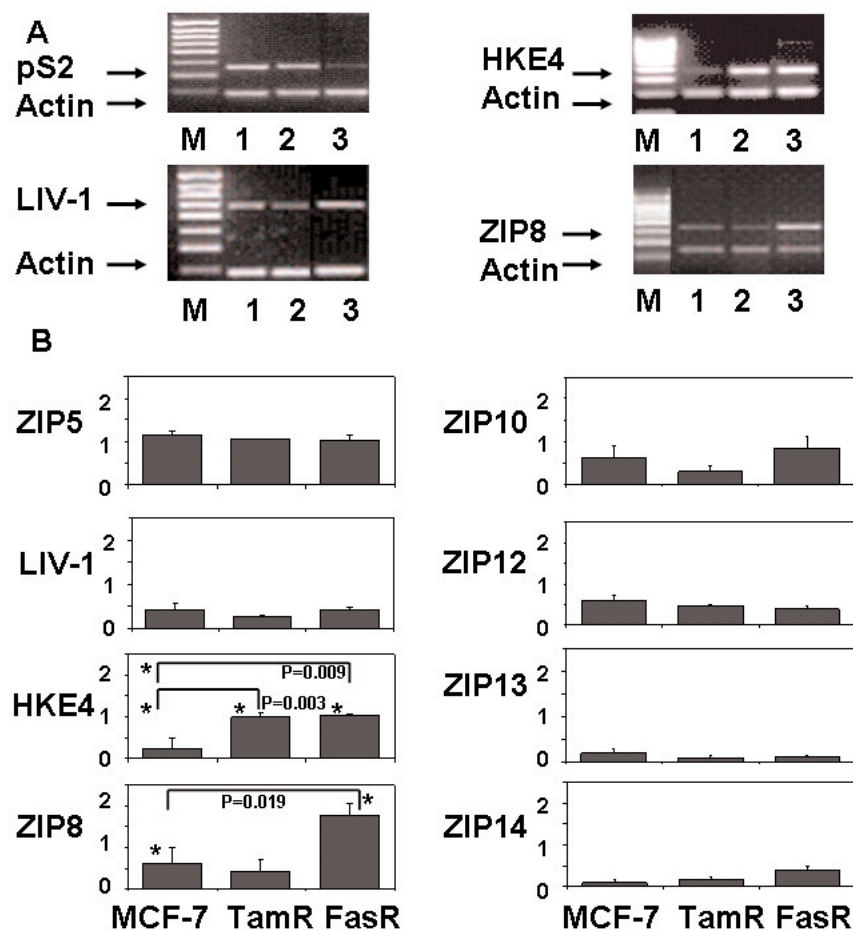 A
pS2
Actin
M 1 2 3
HKE4
Actin
M 1 2 3
LIV-1
Actin
M 1 2 3
ZIP8
Actin
M 1 2 3
B
ZIP5
2
1
0
LIV-1
2
1
0
HKE4
2
1
0
*
P=0.009
*
*
P=0.003
*
ZIP8
2
1
0
P=0.019
*
*
MCF-7 TamR FasR
ZIP10
2
1
0
ZIP12
2
1
0
ZIP13
2
1
0
ZIP14
2
1
0
MCF-7 TamR FasR